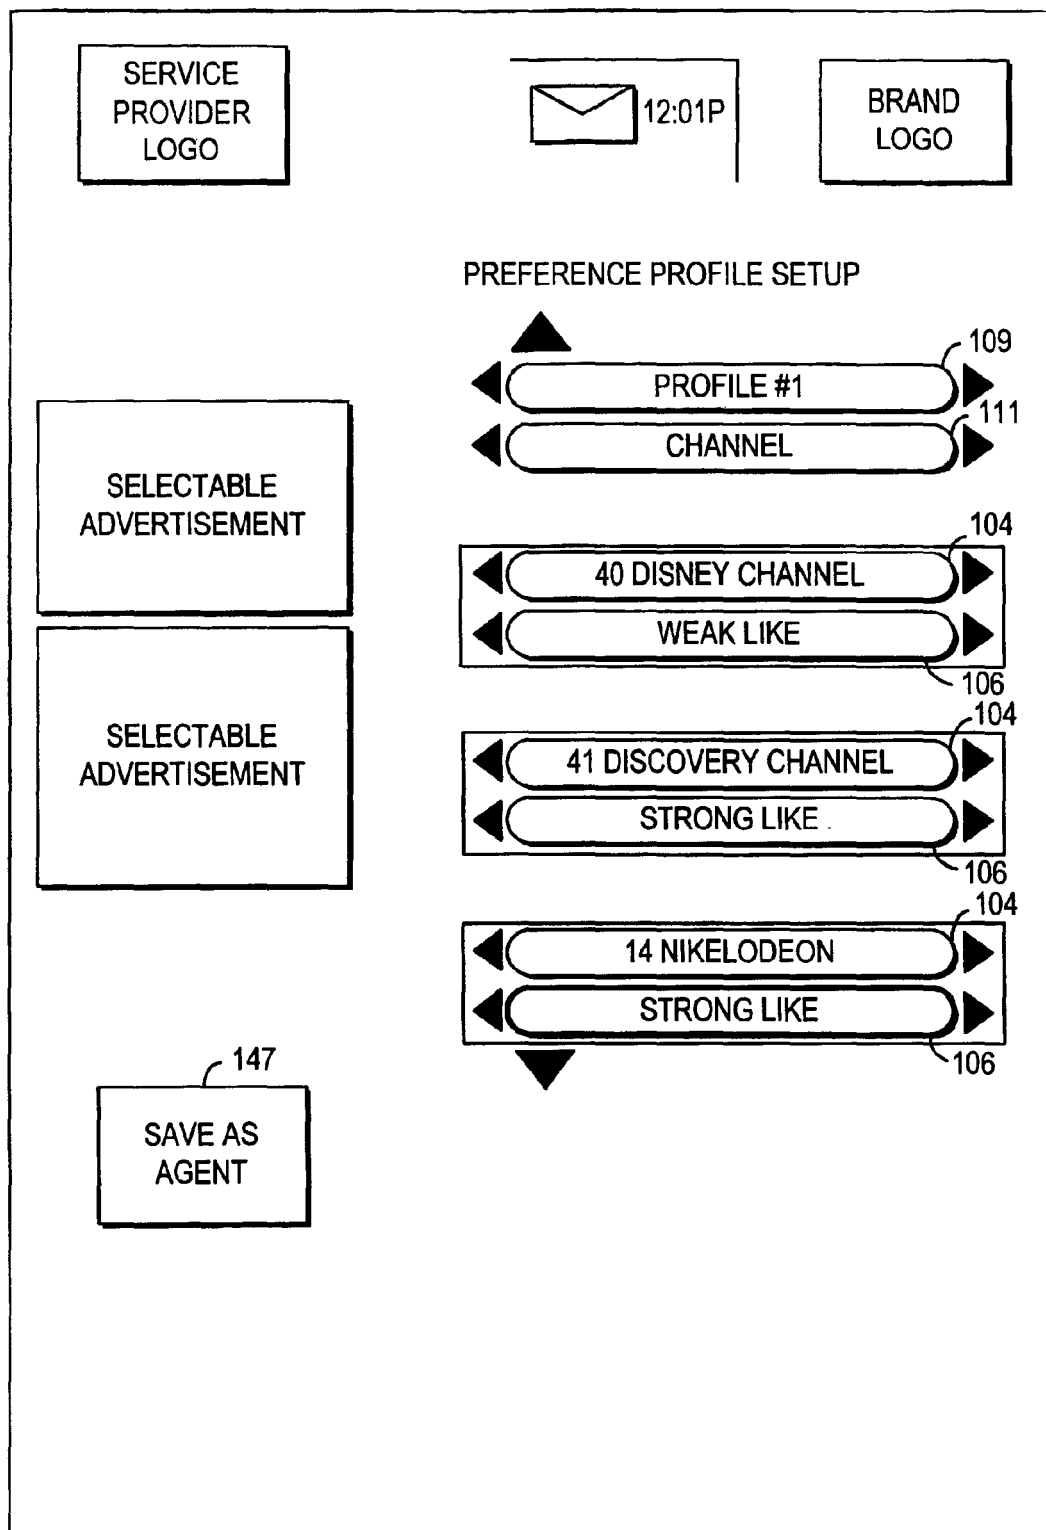 SERVICE
PROVIDER
LOGO
12:01P
BRAND
LOGO
PREFERENCE PROFILE SETUP
109
PROFILE #1
111
CHANNEL
SELECTABLE
ADVERTISEMENT
104
40 DISNEY CHANNEL
WEAK LIKE
106
SELECTABLE
ADVERTISEMENT
104
41 DISCOVERY CHANNEL
STRONG LIKE
106
104
14 NIKELODEON
STRONG LIKE
106
147
SAVE AS
AGENT